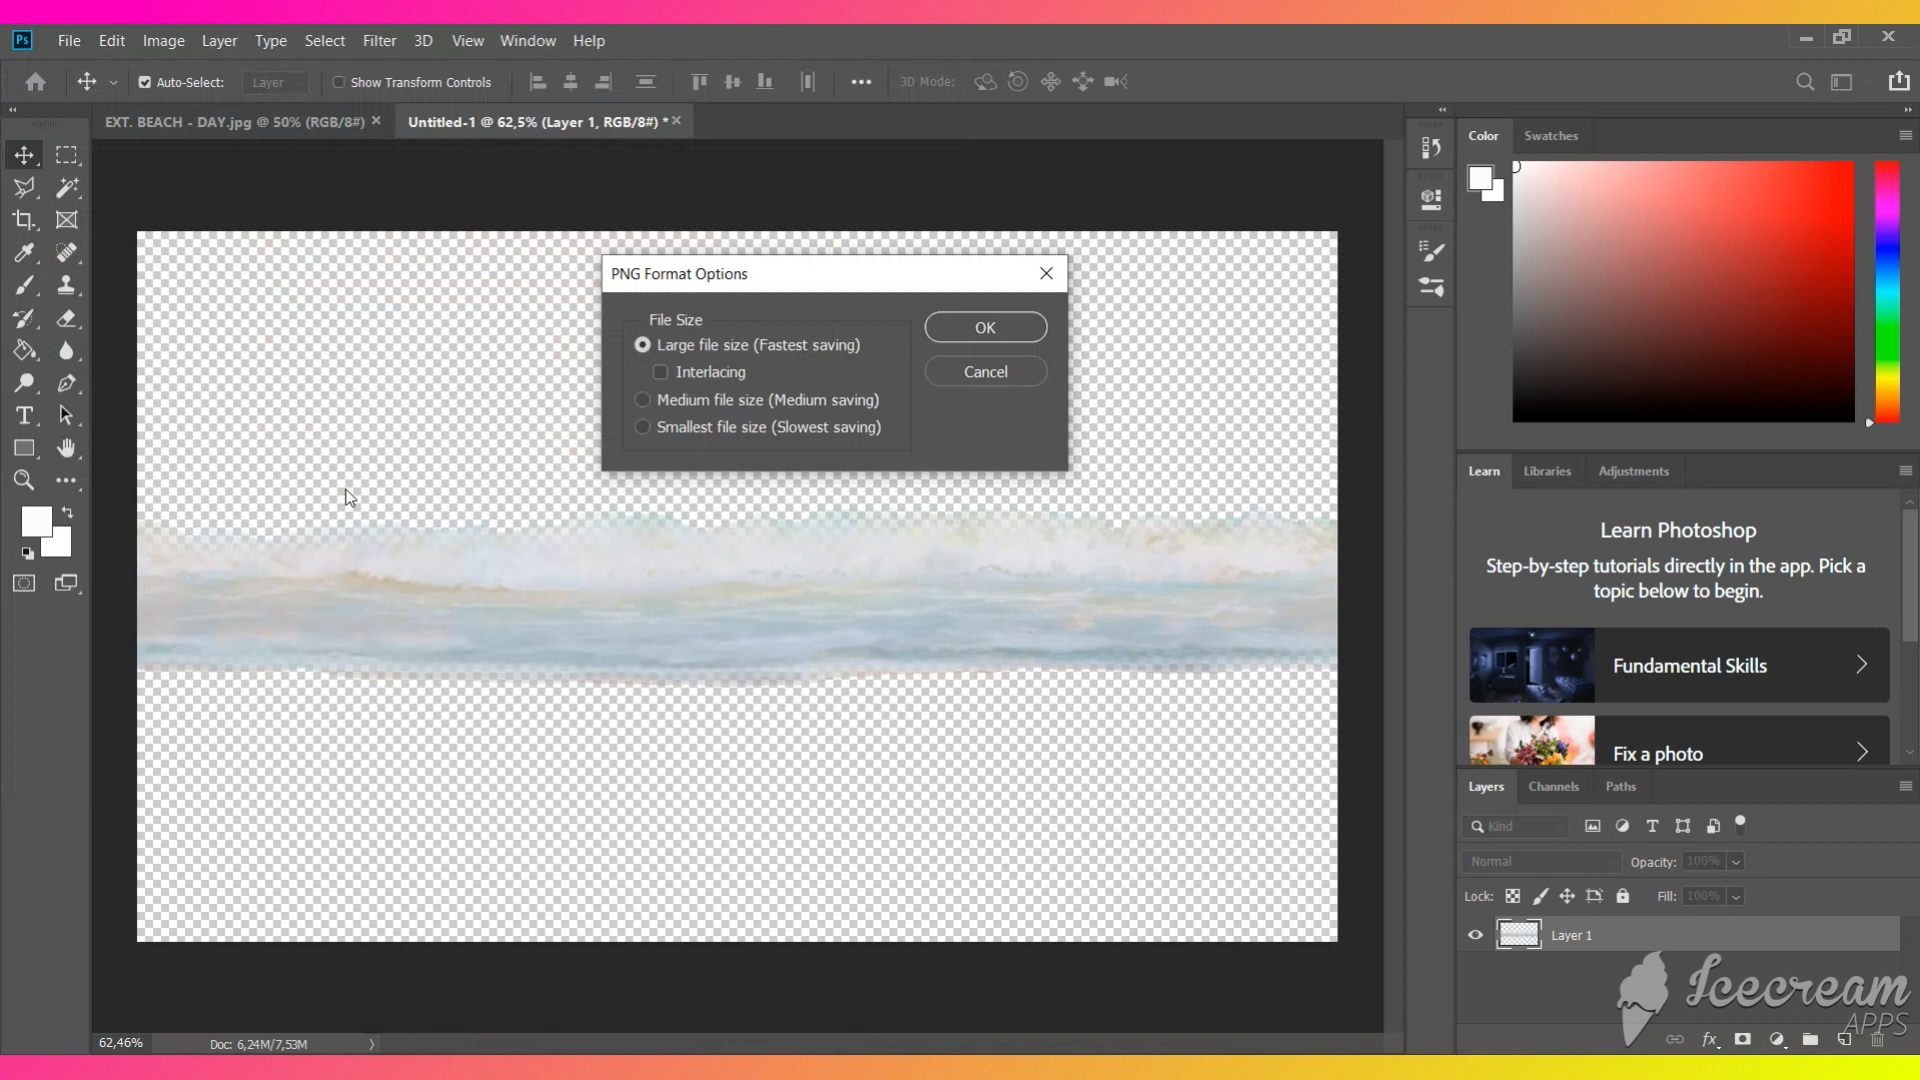 Ps File Edit Image Layer Type Select Filter 3D View Window Help
Auto-Select: Layer Show Transform Controls 3D Mode:
EXT. BEACH - DAY.jpg @ 50% (RGB/8#) Untitled-1 @ 62,5% (Layer 1, RGB/8#) *
Color Swatches
PNG Format Options
File Size
Large file size (Fastest saving)
Interlacing
Medium file size (Medium saving)
Smallest file size (Slowest saving)
OK
Cancel
Learn Libraries Adjustments
Learn Photoshop
Step-by-step tutorials directly in the app. Pick a
topic below to begin.
Fundamental Skills
Fix a photo
Layers Channels Paths
Kind
Normal Opacity: 100%
Lock: Fill: 100%
Layer 1
Icecream
APPS
62,46% Doc: 6,24M/7,53M